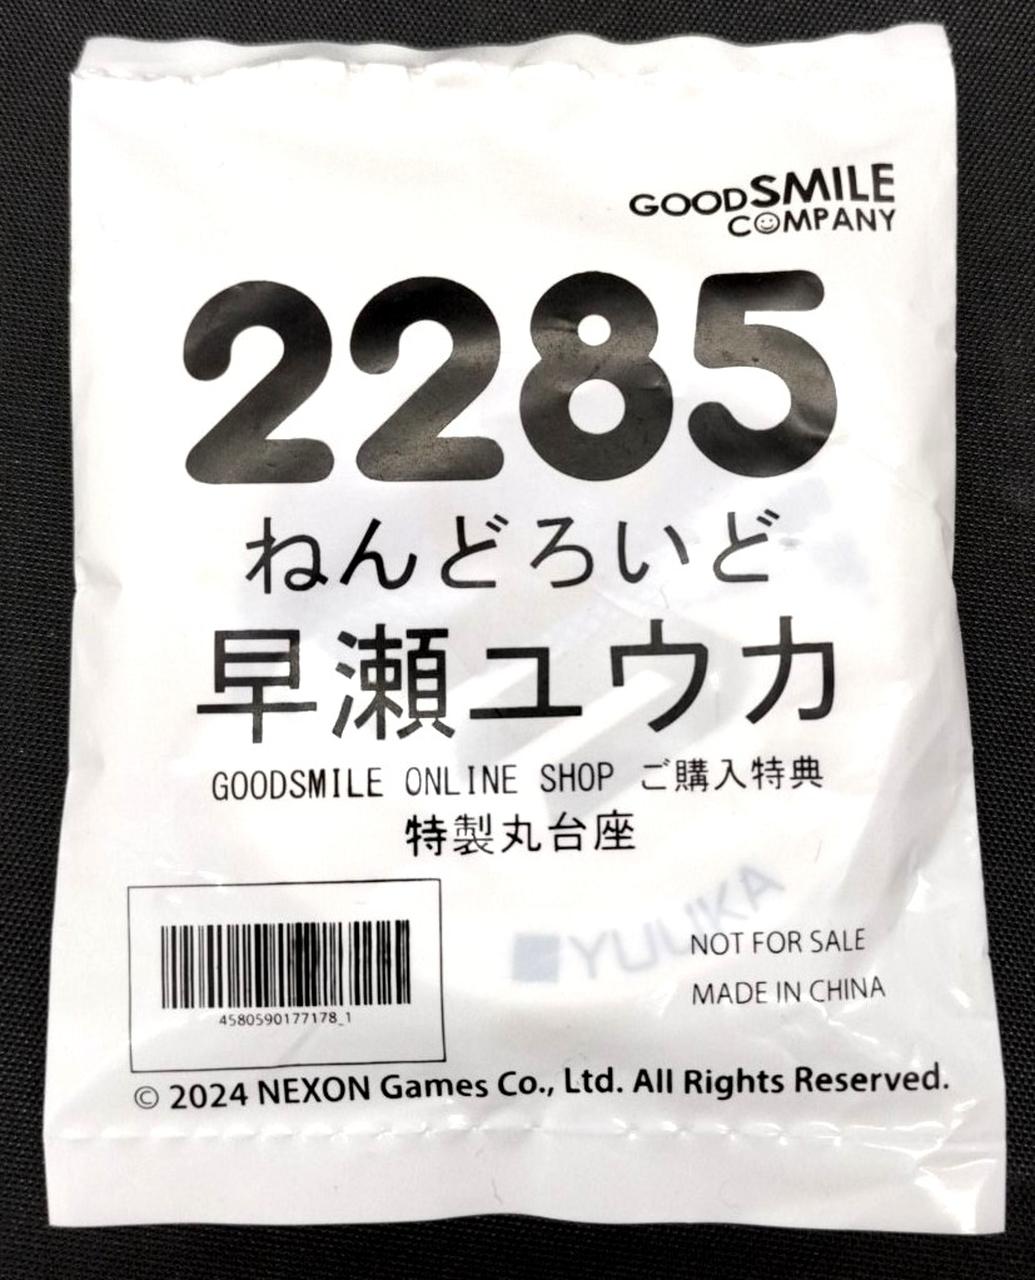 GOODSMILE
COMPANY
2285
ねんどろいど
早瀬ユウカ
GOODSMILE ONLINE SHOP ご購入特典
特製丸台座
YUUKA
NOT FOR SALE
MADE IN CHINA
4580590177178_1
© 2024 NEXON Games Co., Ltd. All Rights Reserved.